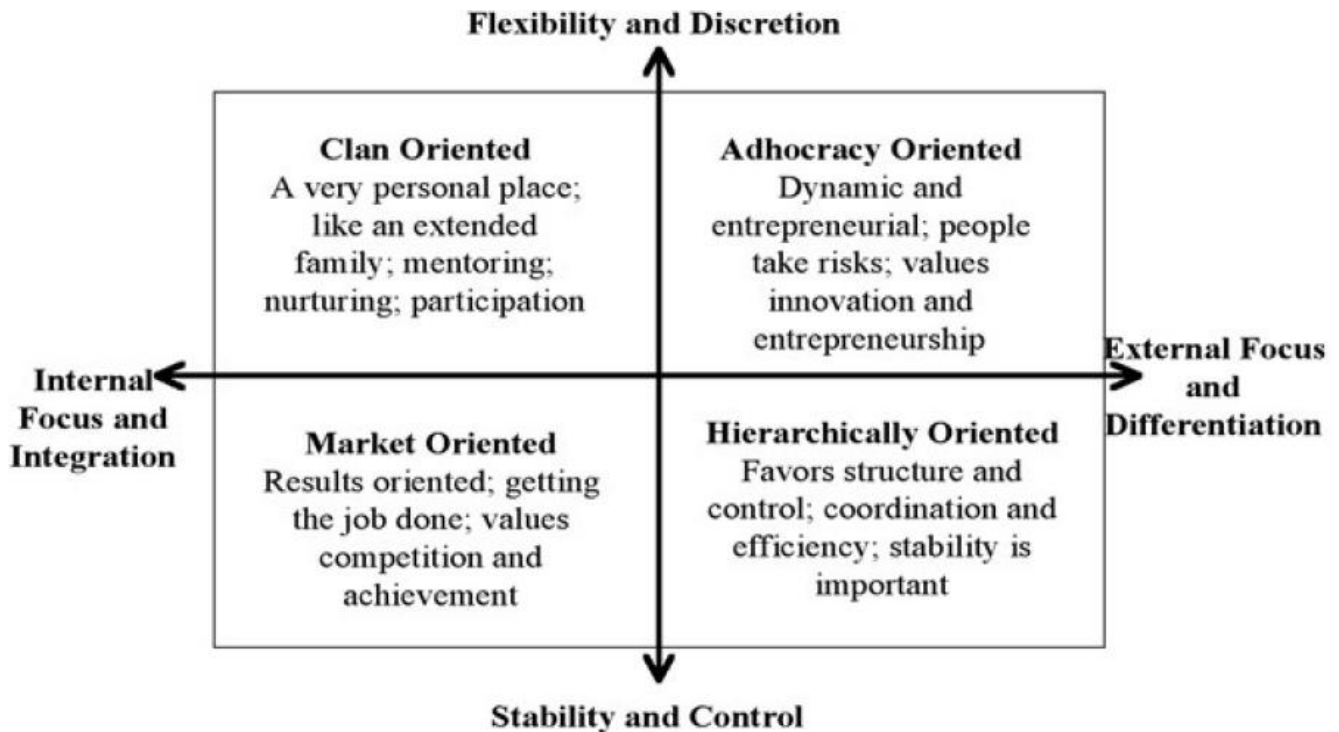 Flexibility and Discretion
Clan Oriented
A very personal place;
like an extended
family; mentoring;
nurturing; participation
Adhocracy Oriented
Dynamic and
entrepreneurial; people
take risks; values
innovation and
entrepreneurship
Internal
Focus and
Integration
External Focus
and
Differentiation
Market Oriented
Results oriented; getting
the job done; values
competition and
achievement
Hierarchically Oriented
Favors structure and
control; coordination and
efficiency; stability is
important
Stability and Control